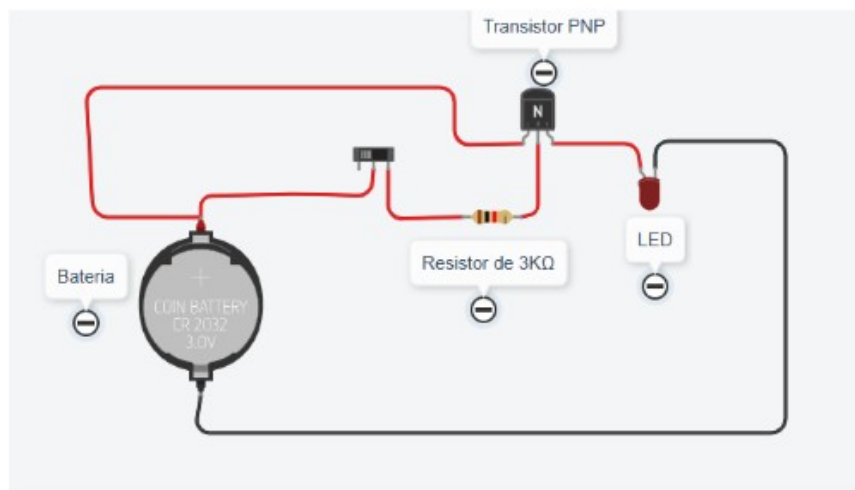 Transistor PNP
N
LED
Resistor de 3KΩ
Bateria
+
COIN BATTERY
CR 2032
3.0V